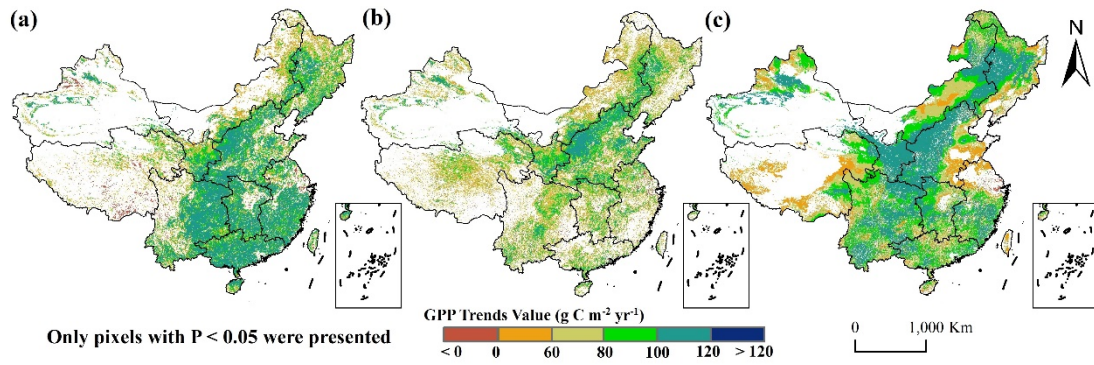 (a) (b) (c) N
GPP Trends Value (g C m⁻² yr⁻¹)
Only pixels with P < 0.05 were presented
< 0 0 60 80 100 120 > 120
0 1,000 Km